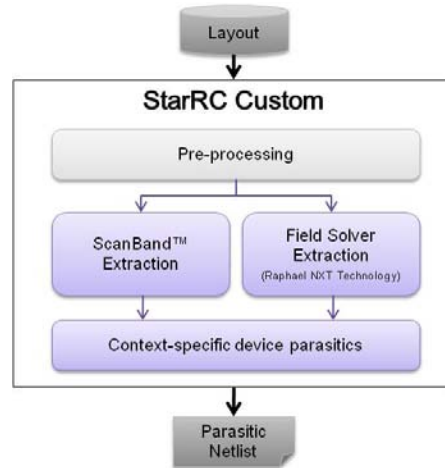 Layout
StarRC Custom
Pre-processing
ScanBand™
Extraction
Field Solver
Extraction
(Raphael NXT Technology)
Context-specific device parasitics
Parasitic
Netlist